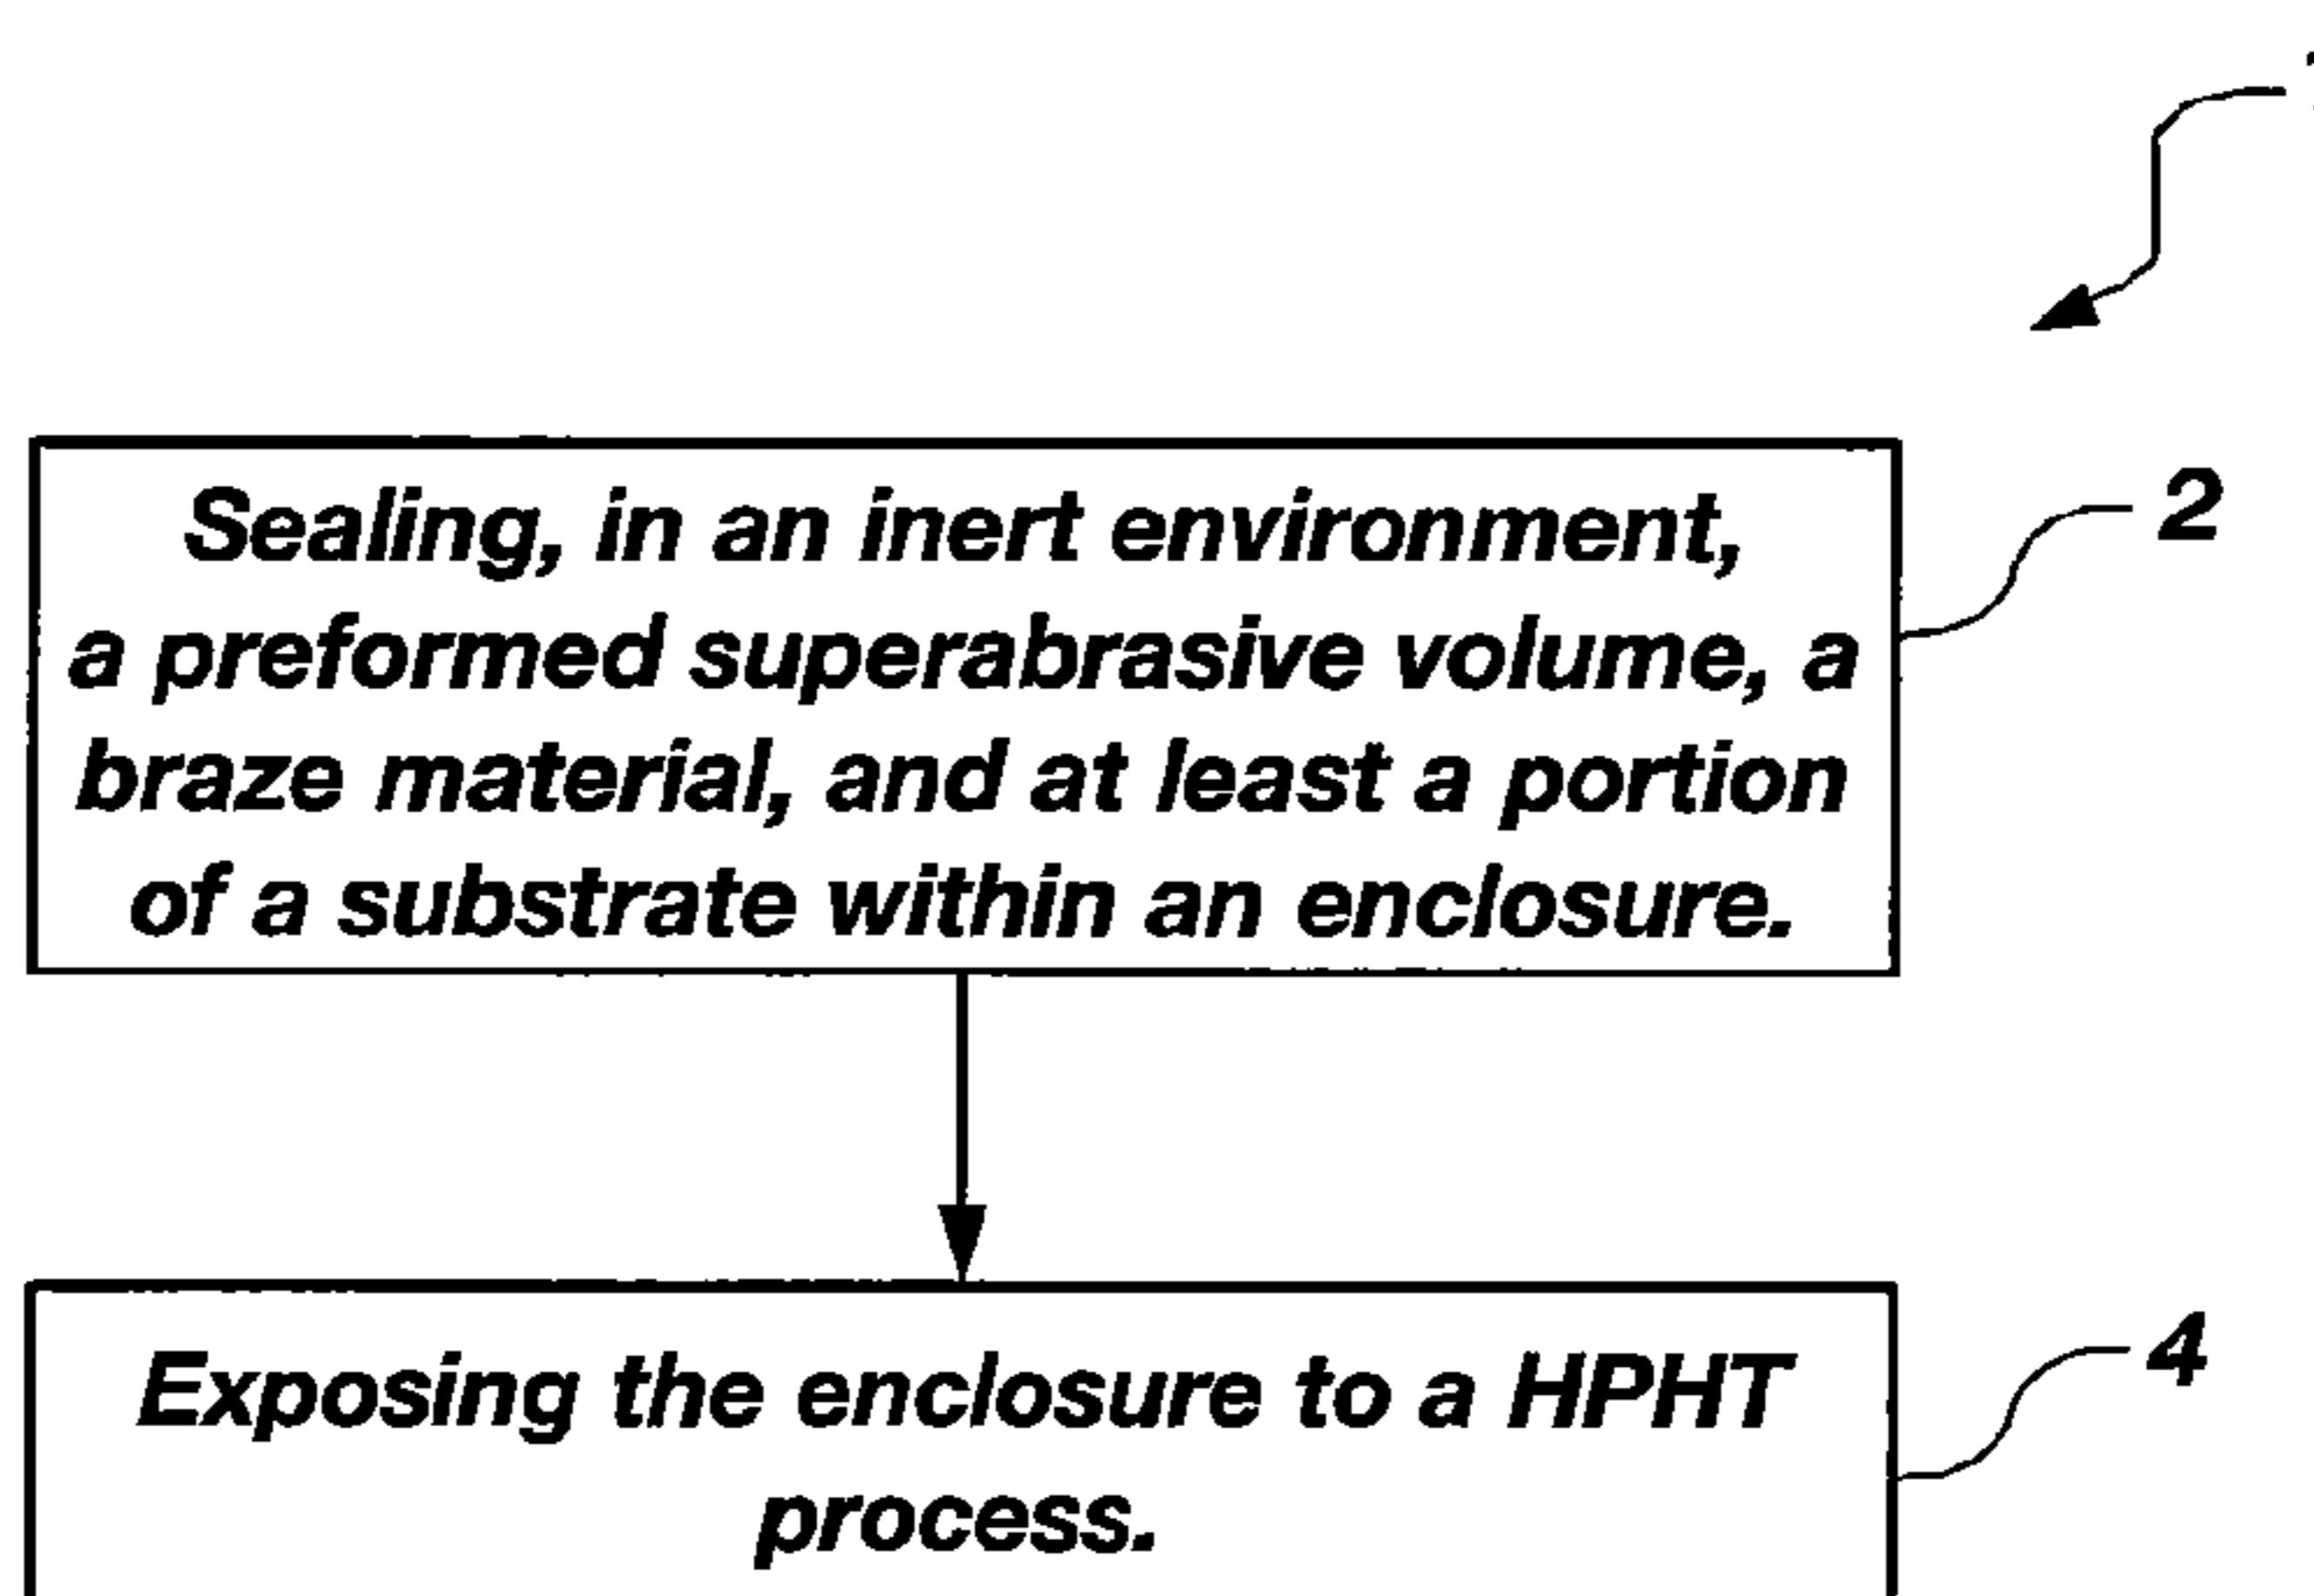 Sealing, in an inert environment,
2
a preformed superabrasive volume, a
braze material, and at least a portion
of a substrate within an enclosure.
Exposing the enclosure to a HPHT
4
process.